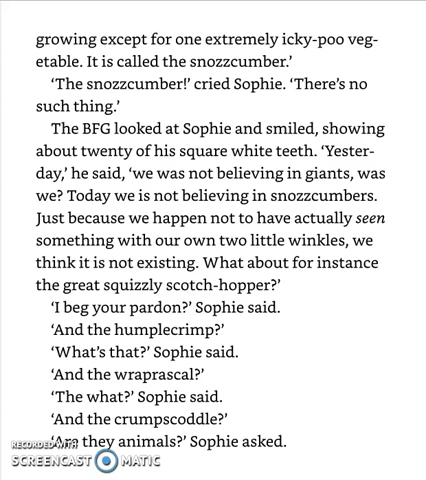 growing except for one extremely icky-poo veg-
etable. It is called the snozzcumber.’
‘The snozzcumber!’ cried Sophie. ‘There’s no
such thing.’
The BFG looked at Sophie and smiled, showing
about twenty of his square white teeth. ‘Yester-
day,’ he said, ‘we was not believing in giants, was
we? Today we is not believing in snozzcumbers.
Just because we happen not to have actually seen
something with our own two little winkles, we
think it is not existing. What about for instance
the great squizzly scotch-hopper?’
‘I beg your pardon?’ Sophie said.
‘And the humplecrimp?’
‘What’s that?’ Sophie said.
‘And the wraprascal?’
‘The what?’ Sophie said.
‘And the crumpscoddle?’
‘Are they animals?’ Sophie asked.
RECORDED WITH
SCREENCAST MATIC